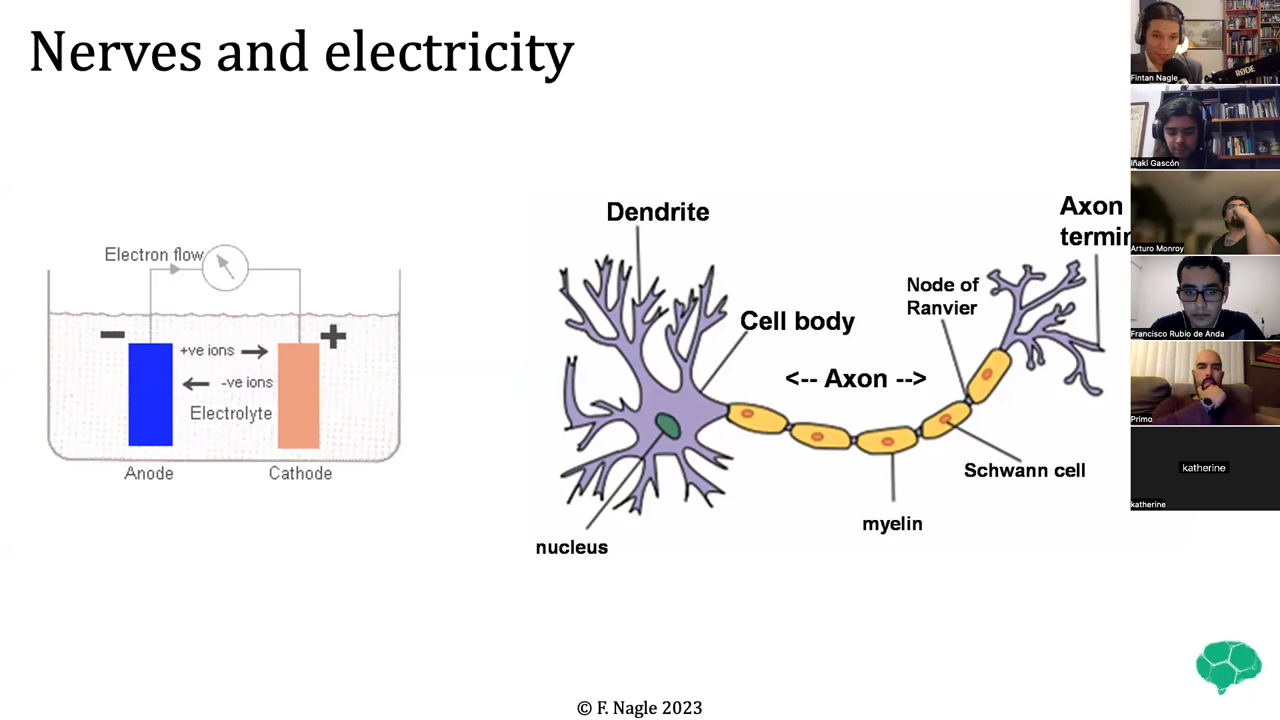 Nerves and electricity
Electron flow
−
+
+ve ions →
← -ve ions
Electrolyte
Anode
Cathode
Dendrite
Cell body
Node of
Ranvier
Axon
termin
<-- Axon -->
Schwann cell
myelin
nucleus
© F. Nagle 2023
RØDE
Fintan Nagle
Iñaki Gascón
Arturo Monroy
Francisco Rubio de Anda
Primo
katherine
katherine